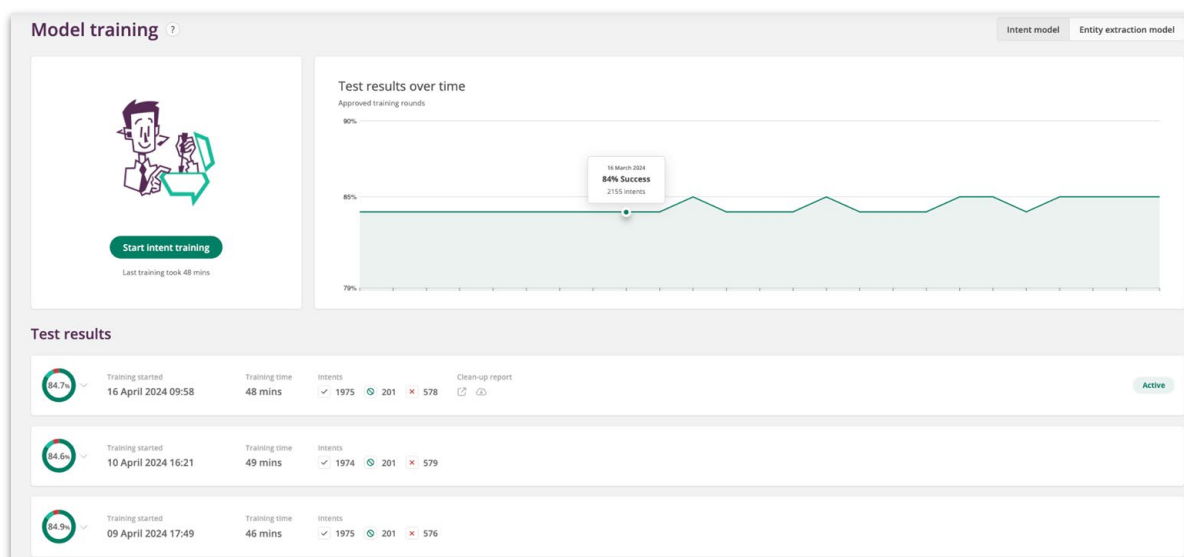 Model training ?
Intent model Entity extraction model
Start intent training
Last training took 48 mins
Test results over time
Approved training rounds
90%
16 March 2024
84% Success
2155 intents
85%
79%
Test results
84.7%
Training started Training time Intents Clean-up report
16 April 2024 09:58 48 mins 1975 201 578
Active
84.6%
Training started Training time Intents
10 April 2024 16:21 49 mins 1974 201 579
84.9%
Training started Training time Intents
09 April 2024 17:49 46 mins 1975 201 576